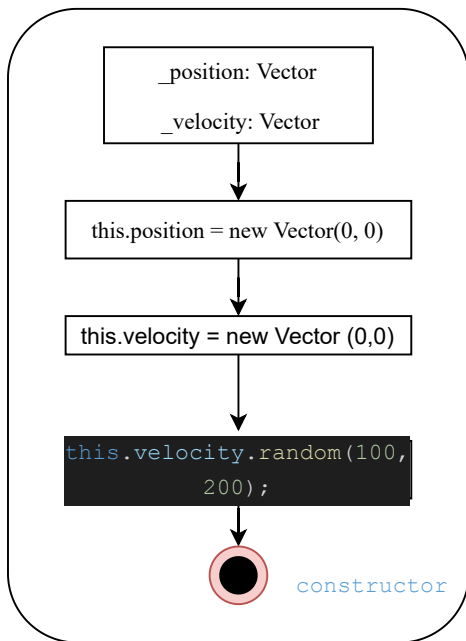 _position: Vector
_velocity: Vector
this.position = new Vector(0, 0)
this.velocity = new Vector (0,0)
this.velocity.random(100,
200);
constructor